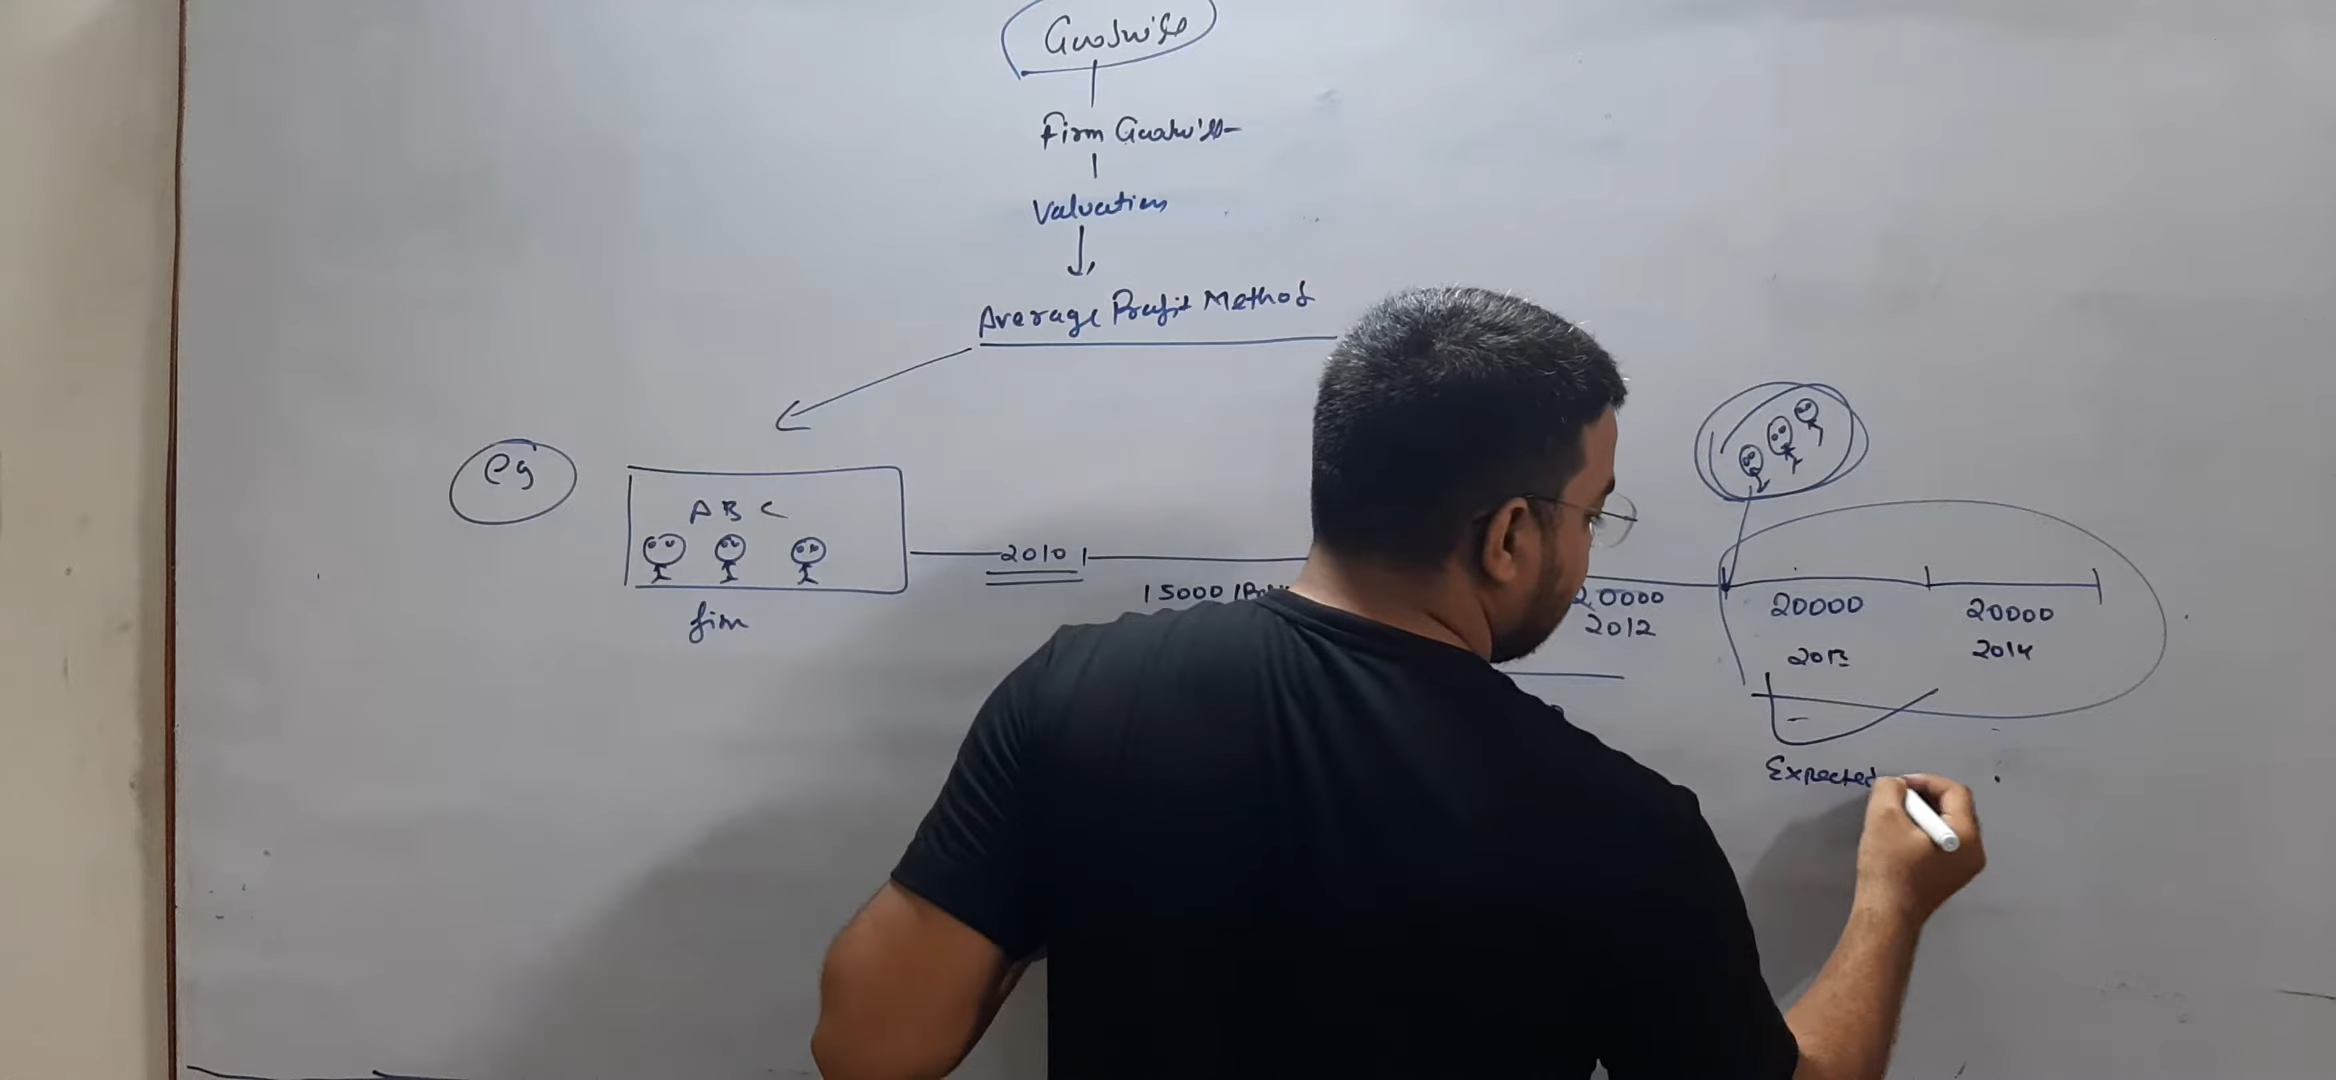 Goodwill
Firm Goodwill
Valuation
Average Profit Method
eg
A B C
firm
2010
15000
20000
2012
20000
2013
20000
2014
Expected